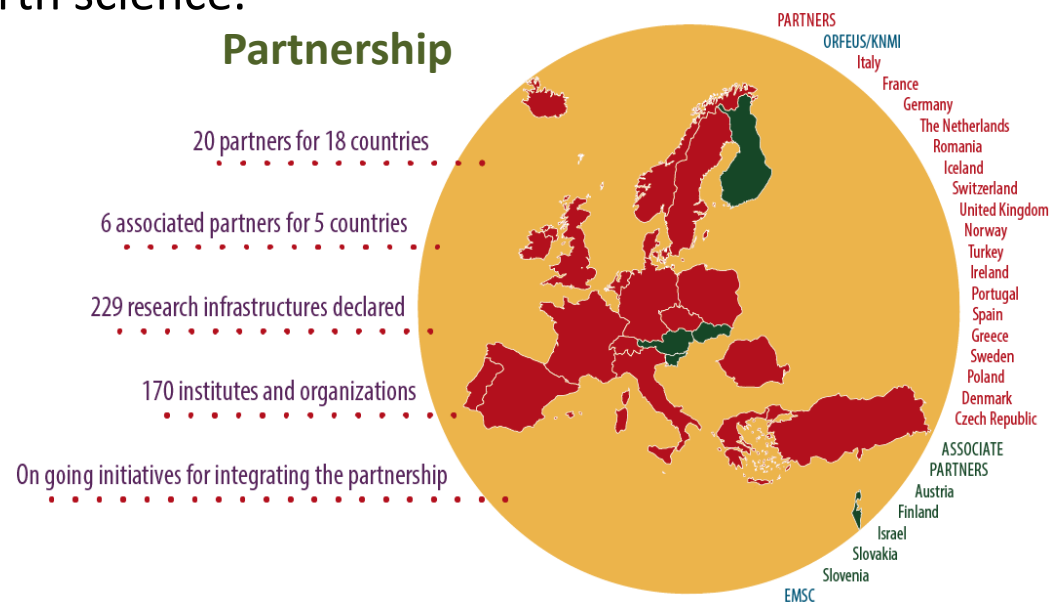 rth science.
Partnership
20 partners for 18 countries
6 associated partners for 5 countries
229 research infrastructures declared
170 institutes and organizations
On going initiatives for integrating the partnership
PARTNERS
ORFEUS/KNMI
Italy
France
Germany
The Netherlands
Romania
Iceland
Switzerland
United Kingdom
Norway
Turkey
Ireland
Portugal
Spain
Greece
Sweden
Poland
Denmark
Czech Republic
ASSOCIATE
PARTNERS
Austria
Finland
Israel
Slovakia
Slovenia
EMSC